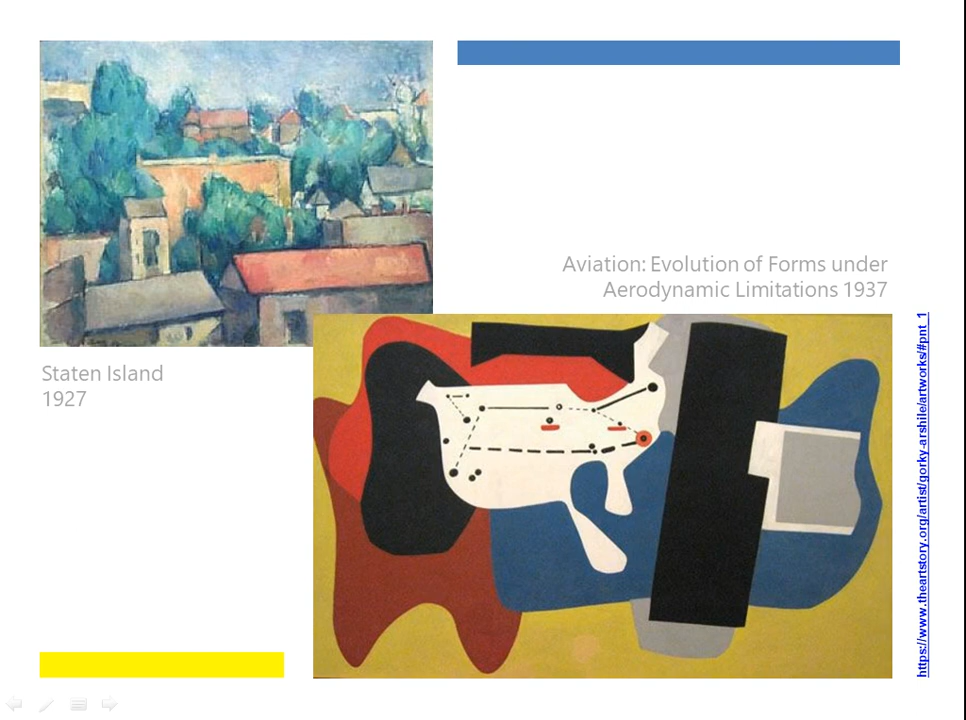 Aviation: Evolution of Forms under
Aerodynamic Limitations 1937
Staten Island
1927
https://www.theartstory.org/artist/gorky-arshile/artworks/#pnt_1